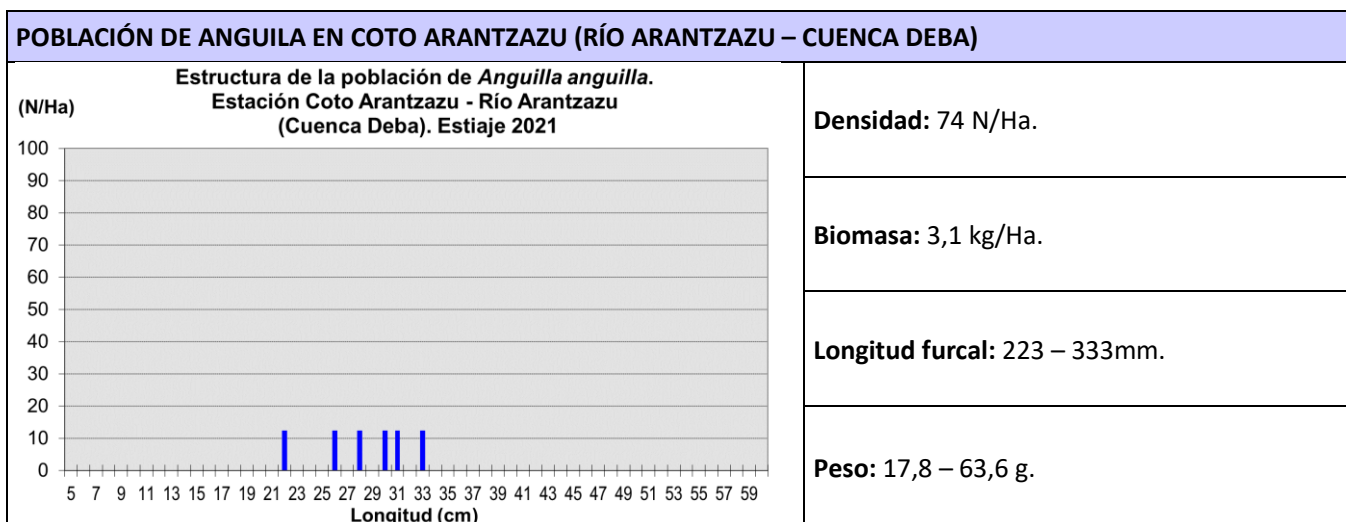 POBLACIÓN DE ANGUILA EN COTO ARANTZAZU (RÍO ARANTZAZU – CUENCA DEBA)
Estructura de la población de Anguilla anguilla.
Estación Coto Arantzazu - Río Arantzazu
(Cuenca Deba). Estiaje 2021
(N/Ha)
100
90
80
70
60
50
40
30
20
10
0
5 7 9 11 13 15 17 19 21 23 25 27 29 31 33 35 37 39 41 43 45 47 49 51 53 55 57 59
Longitud (cm)
Densidad: 74 N/Ha.
Biomasa: 3,1 kg/Ha.
Longitud furcal: 223 – 333mm.
Peso: 17,8 – 63,6 g.